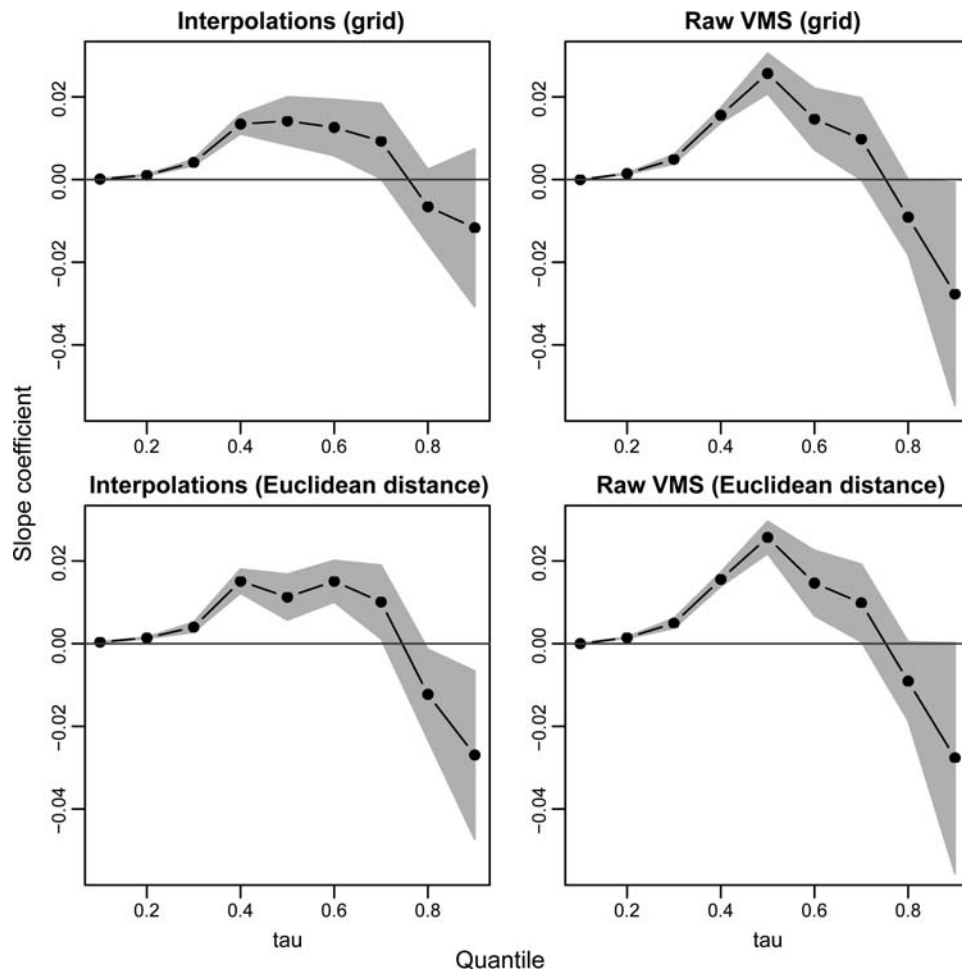 Interpolations (grid)
Raw VMS (grid)
0.02
0.00
−0.02
−0.04
0.2 0.4 0.6 0.8
0.2 0.4 0.6 0.8
Slope coefficient
Interpolations (Euclidean distance)
Raw VMS (Euclidean distance)
0.02
0.00
−0.02
−0.04
0.02
0.00
−0.02
−0.04
0.02
0.00
−0.02
−0.04
0.2 0.4 0.6 0.8
0.2 0.4 0.6 0.8
tau
tau
Quantile